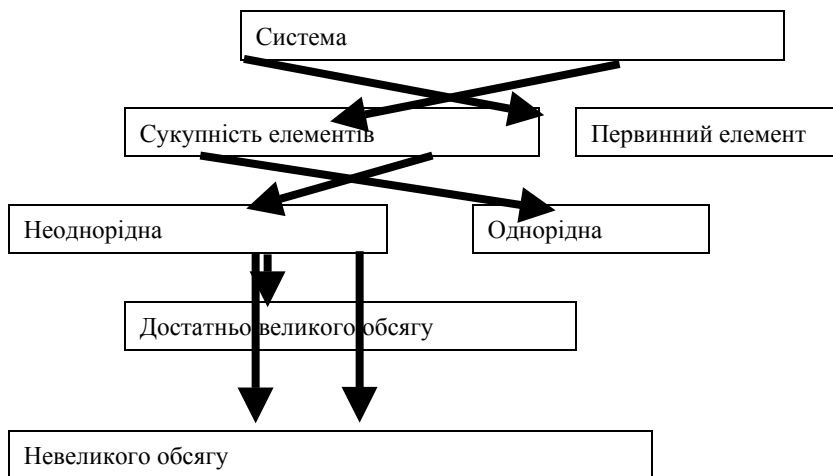 Система
Сукупність елементів
Первинний елемент
Неоднорідна
Однорідна
Достатньо великого обсягу
Невеликого обсягу